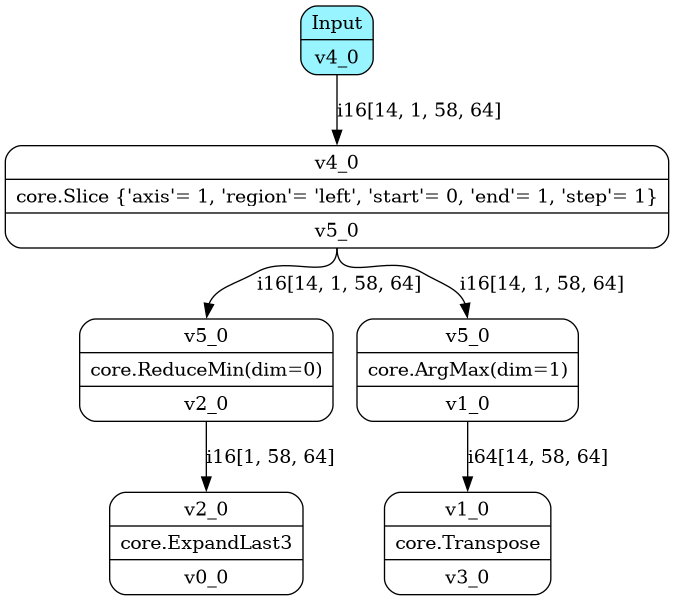 Input
v4_0
i16[14, 1, 58, 64]
v4_0
core.Slice {'axis'= 1, 'region'= 'left', 'start'= 0, 'end'= 1, 'step'= 1}
v5_0
i16[14, 1, 58, 64]
i16[14, 1, 58, 64]
v5_0
core.ReduceMin(dim=0)
v2_0
v5_0
core.ArgMax(dim=1)
v1_0
i16[1, 58, 64]
i64[14, 58, 64]
v2_0
core.ExpandLast3
v0_0
v1_0
core.Transpose
v3_0